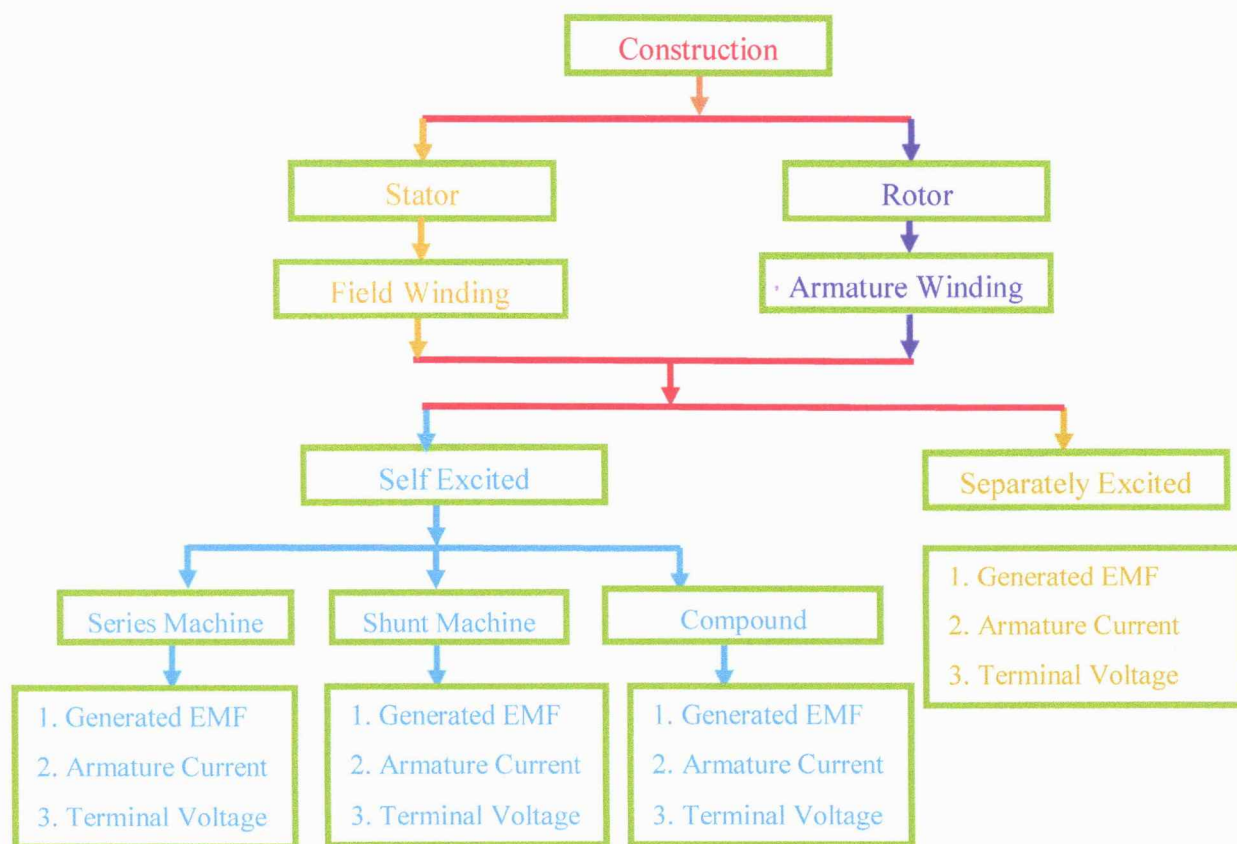 Construction
Stator
Rotor
Field Winding
Armature Winding
Self Excited
Separately Excited
Series Machine
Shunt Machine
Compound
1. Generated EMF
2. Armature Current
3. Terminal Voltage
1. Generated EMF
2. Armature Current
3. Terminal Voltage
1. Generated EMF
2. Armature Current
3. Terminal Voltage
1. Generated EMF
2. Armature Current
3. Terminal Voltage